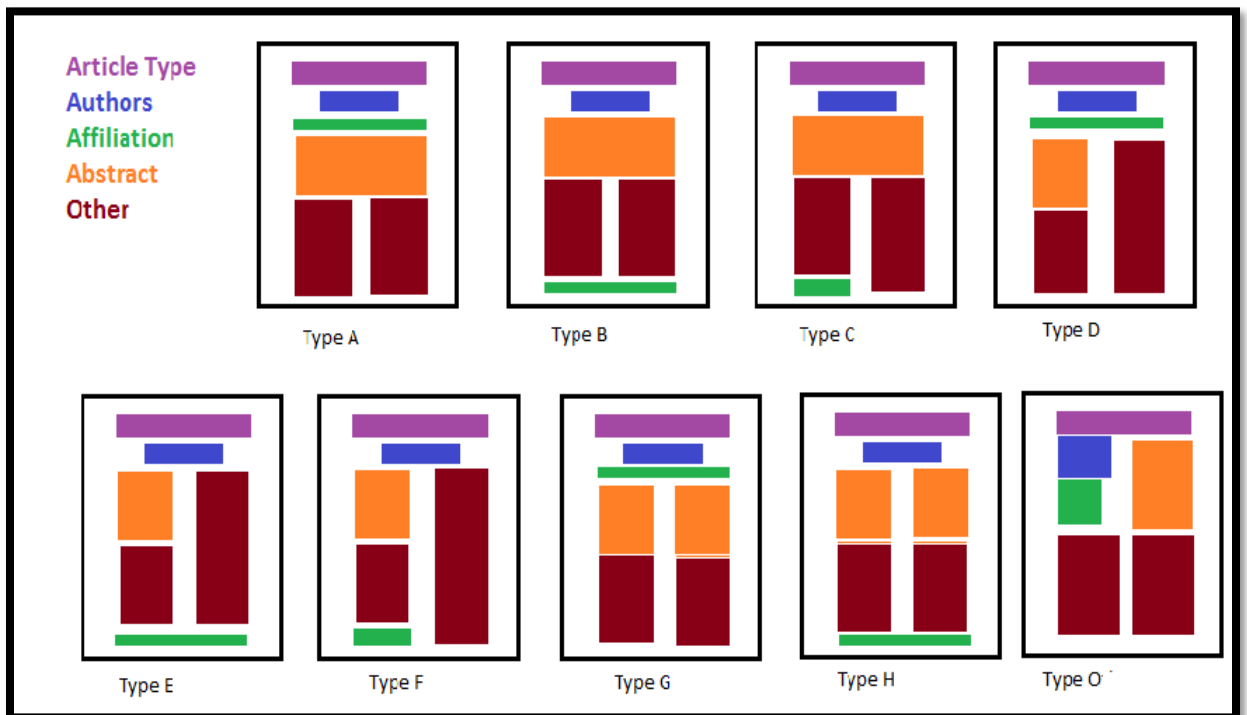 Article Type
Authors
Affiliation
Abstract
Other
Type A
Type B
Type C
Type D
Type E
Type F
Type G
Type H
Type O